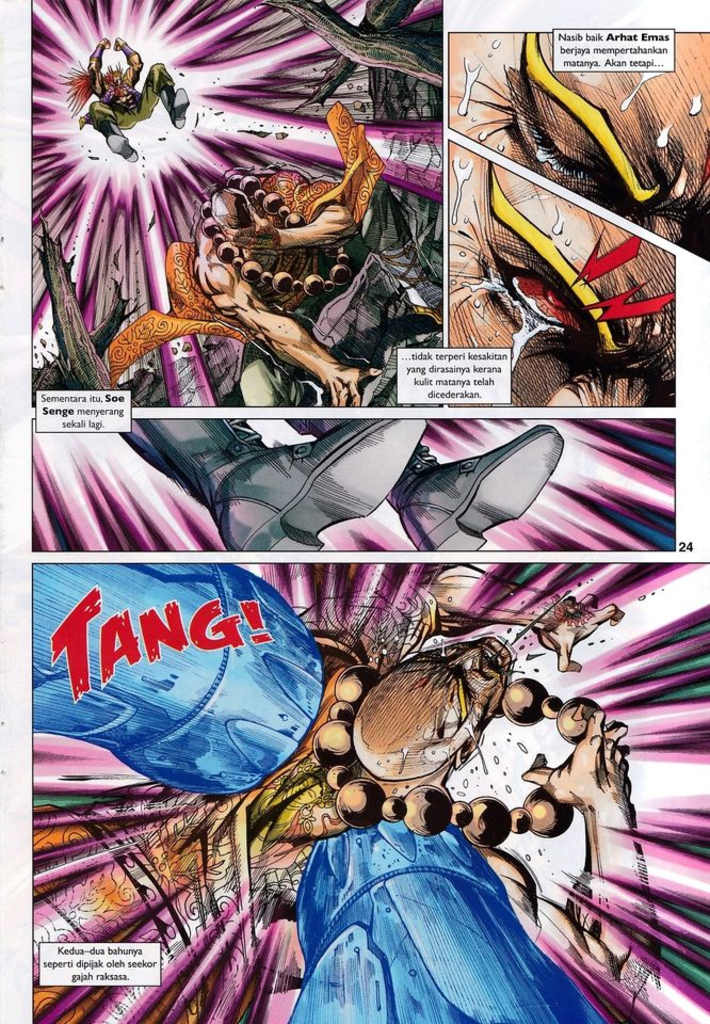 Nasib baik Arhat Emas
berjaya mempertahankan
matanya. Akan tetapi...
...tidak terperi kesakitan
yang dirasainya kerana
kulit matanya telah
dicederakan.
Sementara itu, Soe
Senge menyerang
sekali lagi.
24
TANG!
Kedua–dua bahunya
seperti dipijak oleh seekor
gajah raksasa.